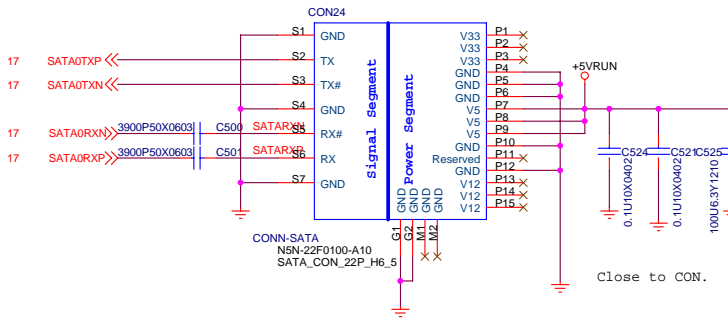 CON24
S1 GND
17 SATA0TXP S2 TX
17 SATA0TXN S3 TX#
S4 GND
17 SATA0RXN 3900P50X0603 C500 SATARXN S5 RX#
17 SATA0RXP 3900P50X0603 C501 SATARXP S6 RX
S7 GND
Signal Segment
Power Segment
V33 P1
V33 P2
V33 P3
GND P4
GND P5
GND P6
V5 P7
V5 P8
V5 P9
GND P10
Reserved P11
GND P12
V12 P13
V12 P14
V12 P15
GND G1
GND G2
GND M1
GND M2
CONN-SATA
N5N-22F0100-A10
SATA_CON_22P_H6_5
+5VRUN
C524
0.1U10X0402
C521
0.1U10X0402
C525
100U6.3Y1210
Close to CON.